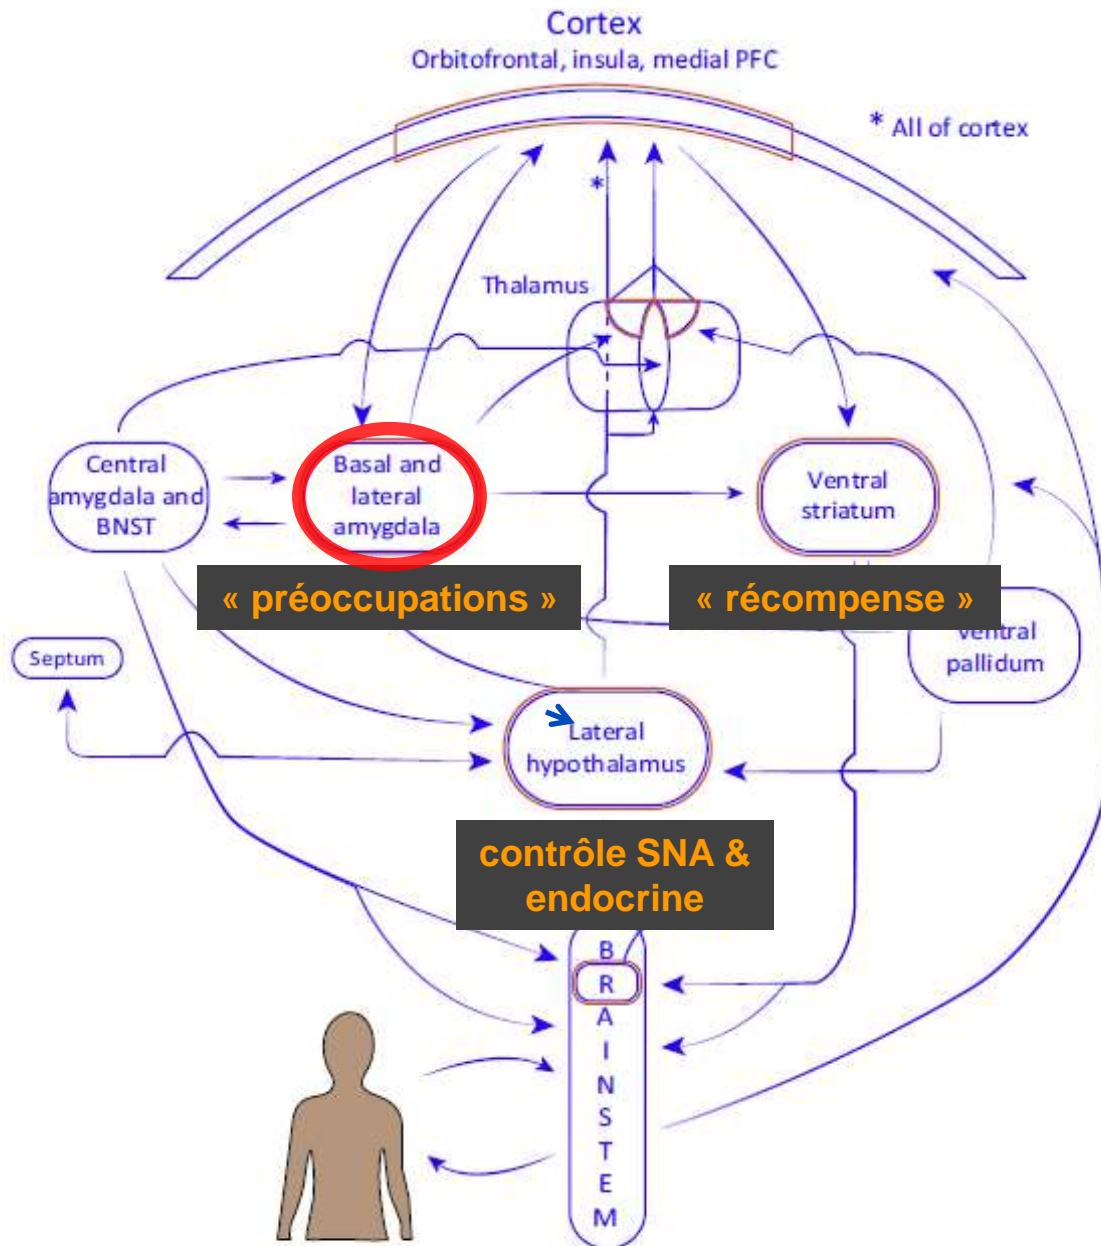 Cortex
Orbitofrontal, insula, medial PFC
* All of cortex
*
Thalamus
Central
amygdala and
BNST
Basal and
lateral
amygdala
Ventral
striatum
« préoccupations »
« récompense »
Septum
Ventral
pallidum
Lateral
hypothalamus
contrôle SNA &
endocrine
B
R
A
I
N
S
T
E
M